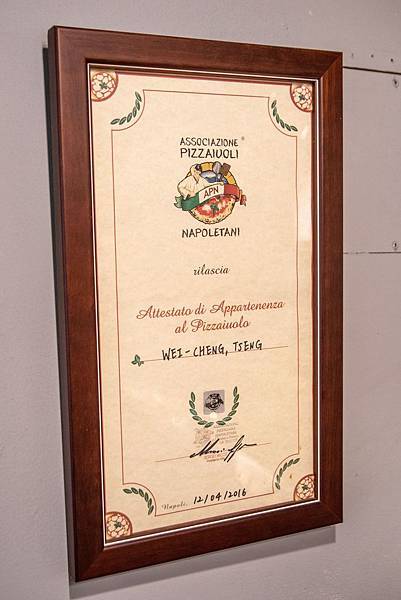 ASSOCIAZIONE ®
PIZZAIUOLI
APN
NAPOLETANI
rilascia
Attestato di Appartenenza
al Pizzaiuolo
WEI-CHENG, TSENG
Napoli, 12/04/2016